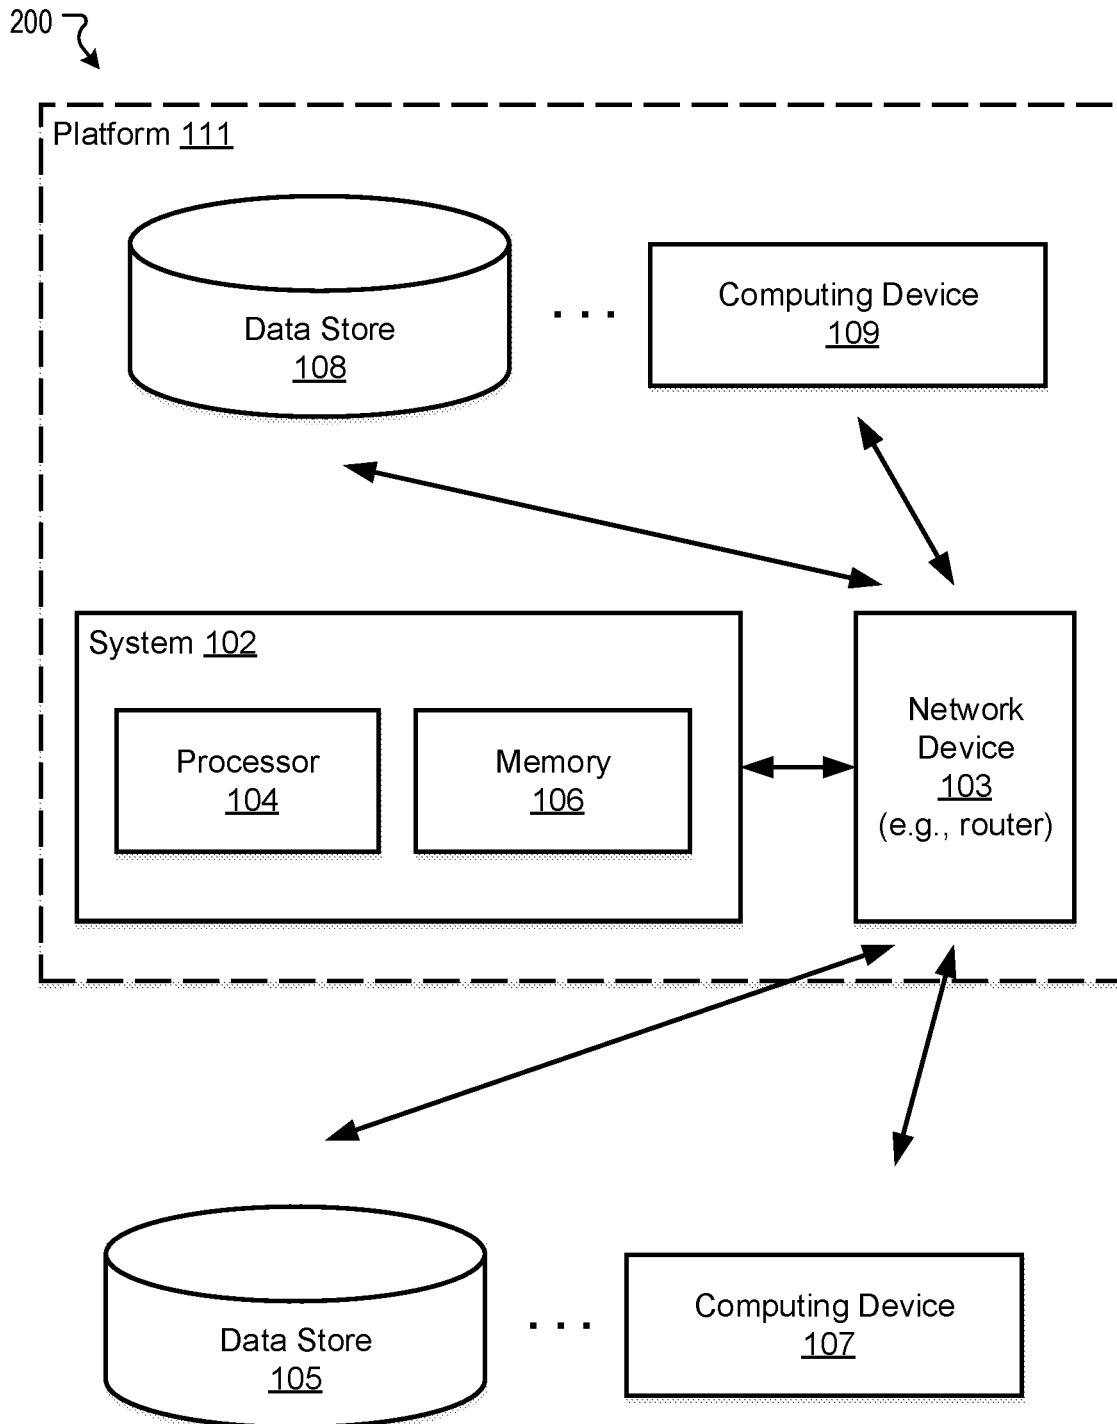 200
Platform 111
Data Store
108
. . .
Computing Device
109
System 102
Processor
104
Memory
106
Network
Device
103
(e.g., router)
Data Store
105
. . .
Computing Device
107